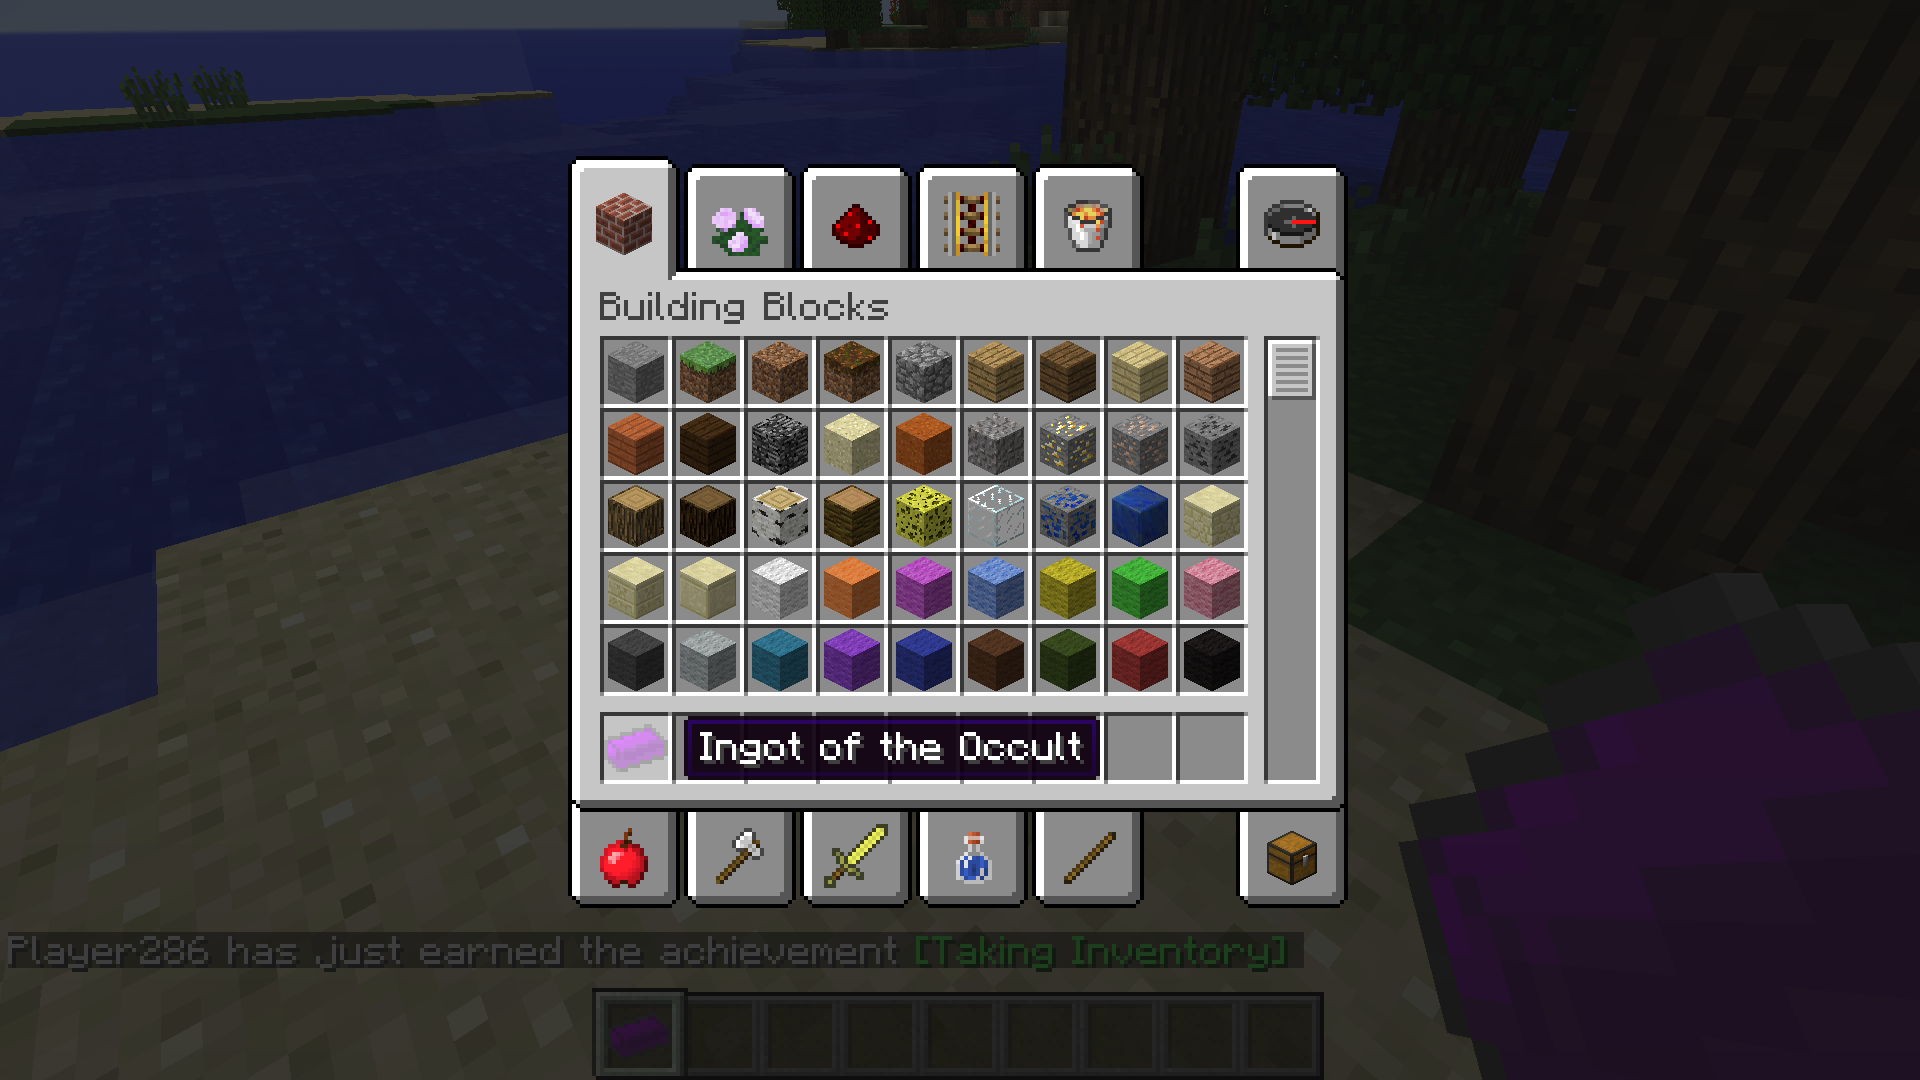 Building Blocks
Ingot of the Occult
Player286 has just earned the achievement [Taking Inventory]